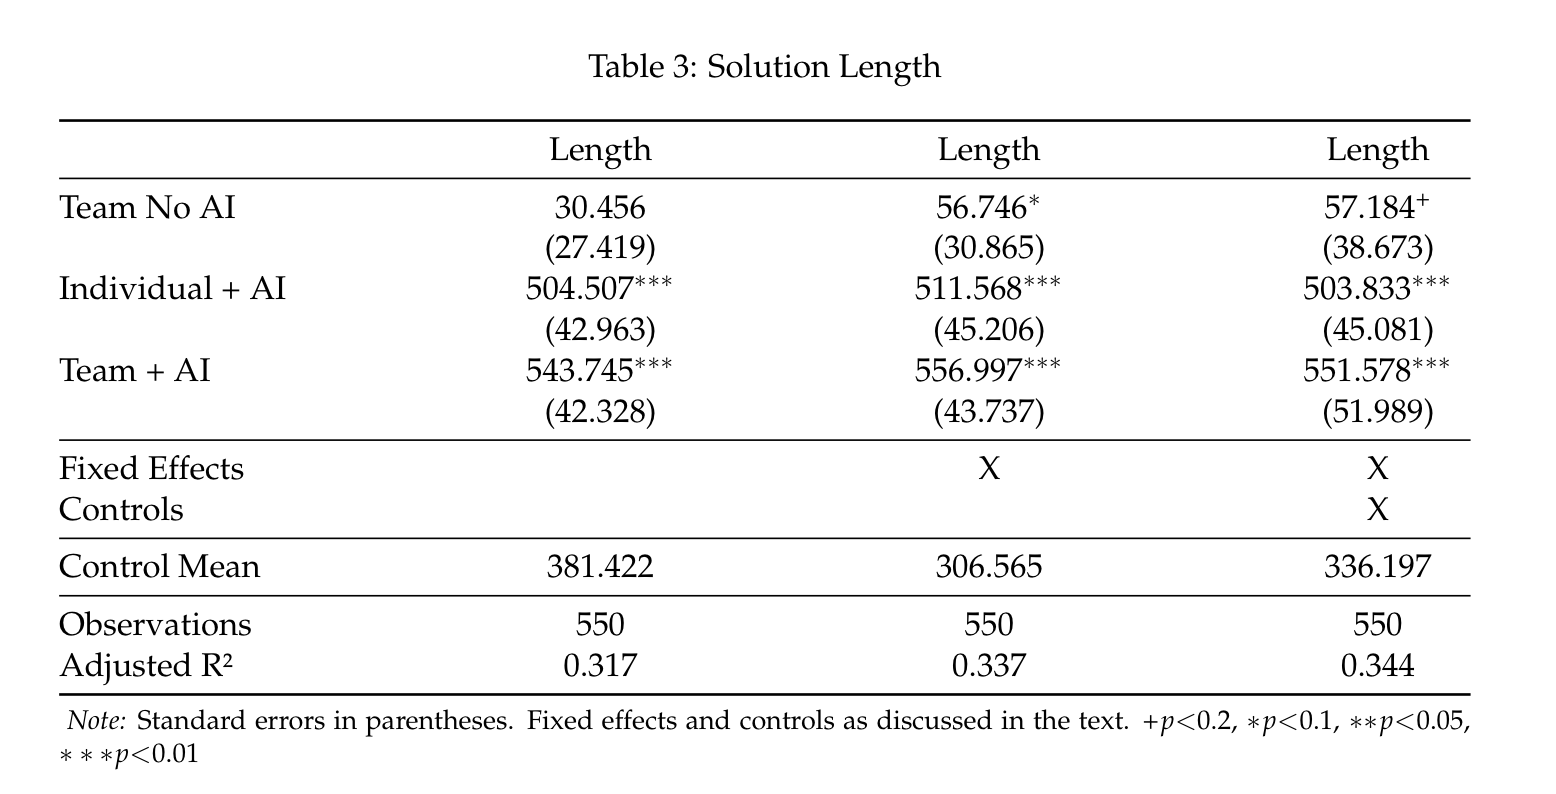 Table 3: Solution Length
Length Length Length
Team No AI 30.456 56.746* 57.184+
(27.419) (30.865) (38.673)
Individual + AI 504.507*** 511.568*** 503.833***
(42.963) (45.206) (45.081)
Team + AI 543.745*** 556.997*** 551.578***
(42.328) (43.737) (51.989)
Fixed Effects X X
Controls X
Control Mean 381.422 306.565 336.197
Observations 550 550 550
Adjusted R² 0.317 0.337 0.344
Note: Standard errors in parentheses. Fixed effects and controls as discussed in the text. +p<0.2, *p<0.1, **p<0.05,
* * *p<0.01